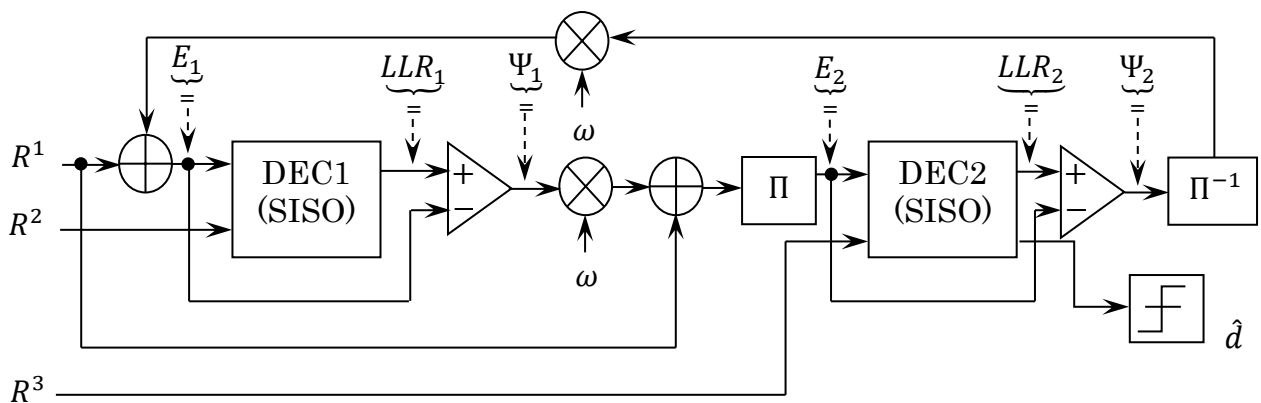 E₁ LLR₁ Ψ₁ ω E₂ LLR₂ Ψ₂
= = = = = =
R¹ DEC1 (SISO) + − Π DEC2 (SISO) + − Π⁻¹
R²
ω
d̂
R³